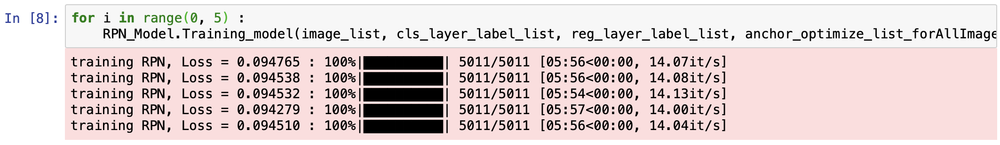 In [8]: for i in range(0, 5) :
RPN_Model.Training_model(image_list, cls_layer_label_list, reg_layer_label_list, anchor_optimize_list_forAllImage
training RPN, Loss = 0.094765 : 100%|██████████| 5011/5011 [05:56<00:00, 14.07it/s]
training RPN, Loss = 0.094538 : 100%|██████████| 5011/5011 [05:56<00:00, 14.08it/s]
training RPN, Loss = 0.094532 : 100%|██████████| 5011/5011 [05:54<00:00, 14.13it/s]
training RPN, Loss = 0.094279 : 100%|██████████| 5011/5011 [05:57<00:00, 14.00it/s]
training RPN, Loss = 0.094510 : 100%|██████████| 5011/5011 [05:56<00:00, 14.04it/s]